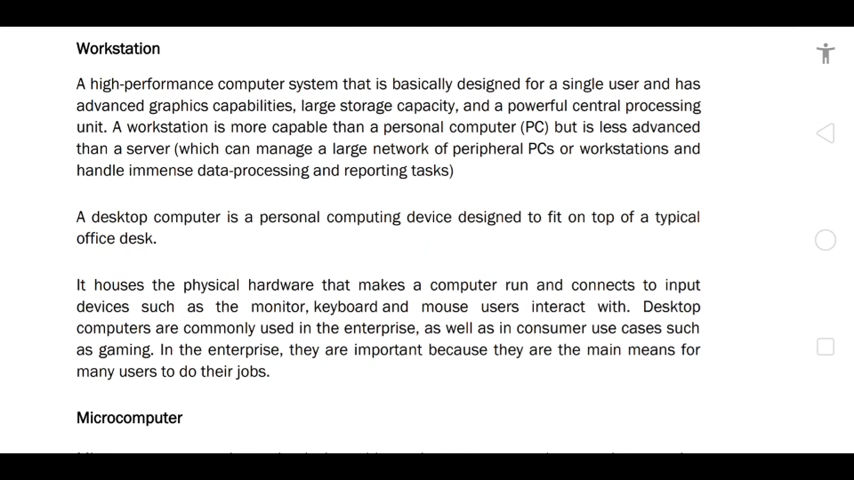 Workstation
A high-performance computer system that is basically designed for a single user and has
advanced graphics capabilities, large storage capacity, and a powerful central processing
unit. A workstation is more capable than a personal computer (PC) but is less advanced
than a server (which can manage a large network of peripheral PCs or workstations and
handle immense data-processing and reporting tasks)
A desktop computer is a personal computing device designed to fit on top of a typical
office desk.
It houses the physical hardware that makes a computer run and connects to input
devices such as the monitor, keyboard and mouse users interact with. Desktop
computers are commonly used in the enterprise, as well as in consumer use cases such
as gaming. In the enterprise, they are important because they are the main means for
many users to do their jobs.
Microcomputer